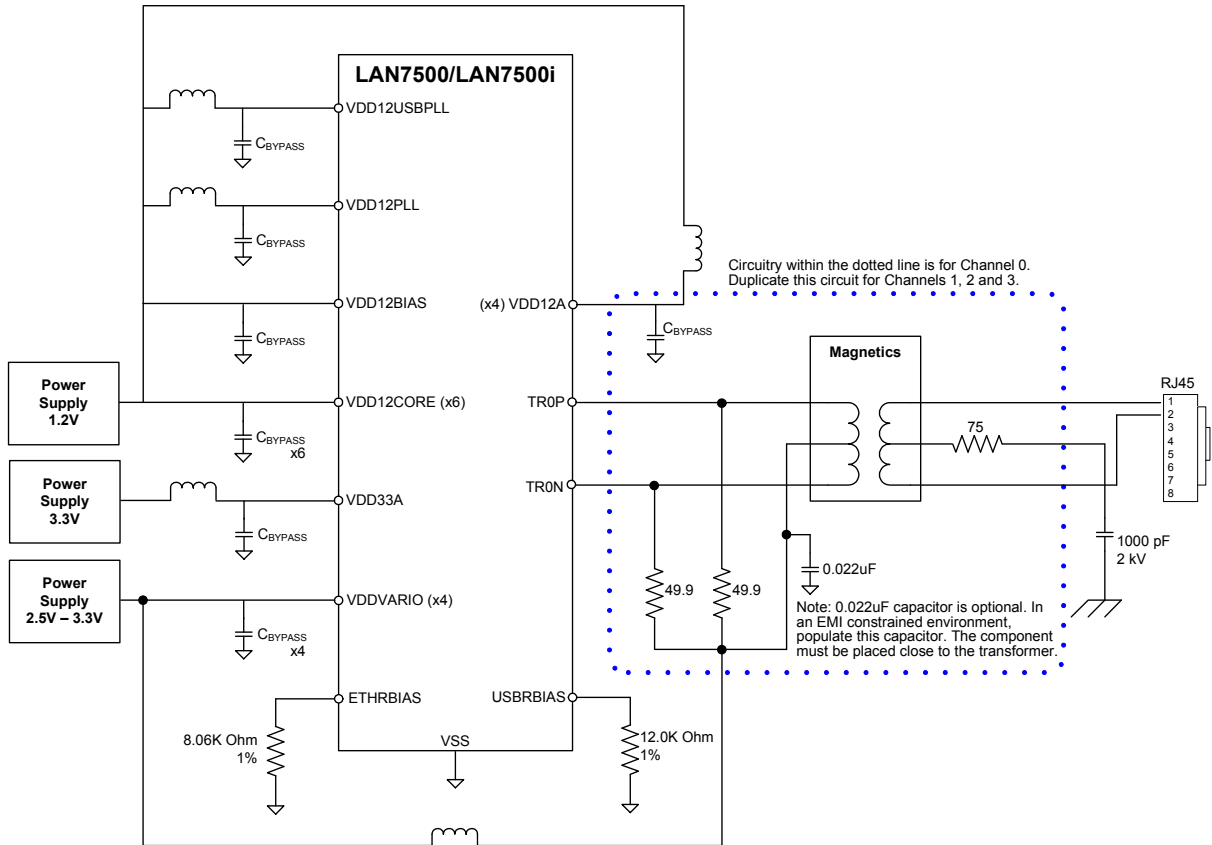 LAN7500/LAN7500i
VDD12USBPLL
CBYPASS
VDD12PLL
CBYPASS
Circuitry within the dotted line is for Channel 0.
Duplicate this circuit for Channels 1, 2 and 3.
VDD12BIAS
(x4) VDD12A
CBYPASS
CBYPASS
Magnetics
Power
Supply
1.2V
VDD12CORE (x6)
TR0P
CBYPASS
x6
RJ45
1
2
3
4
5
6
7
8
75
Power
Supply
3.3V
VDD33A
TR0N
CBYPASS
1000 pF
2 kV
Power
Supply
2.5V – 3.3V
VDDVARIO (x4)
CBYPASS
x4
49.9
49.9
0.022uF
Note: 0.022uF capacitor is optional. In
an EMI constrained environment,
populate this capacitor. The component
must be placed close to the transformer.
ETHRBIAS
USBRBIAS
8.06K Ohm
1%
VSS
12.0K Ohm
1%